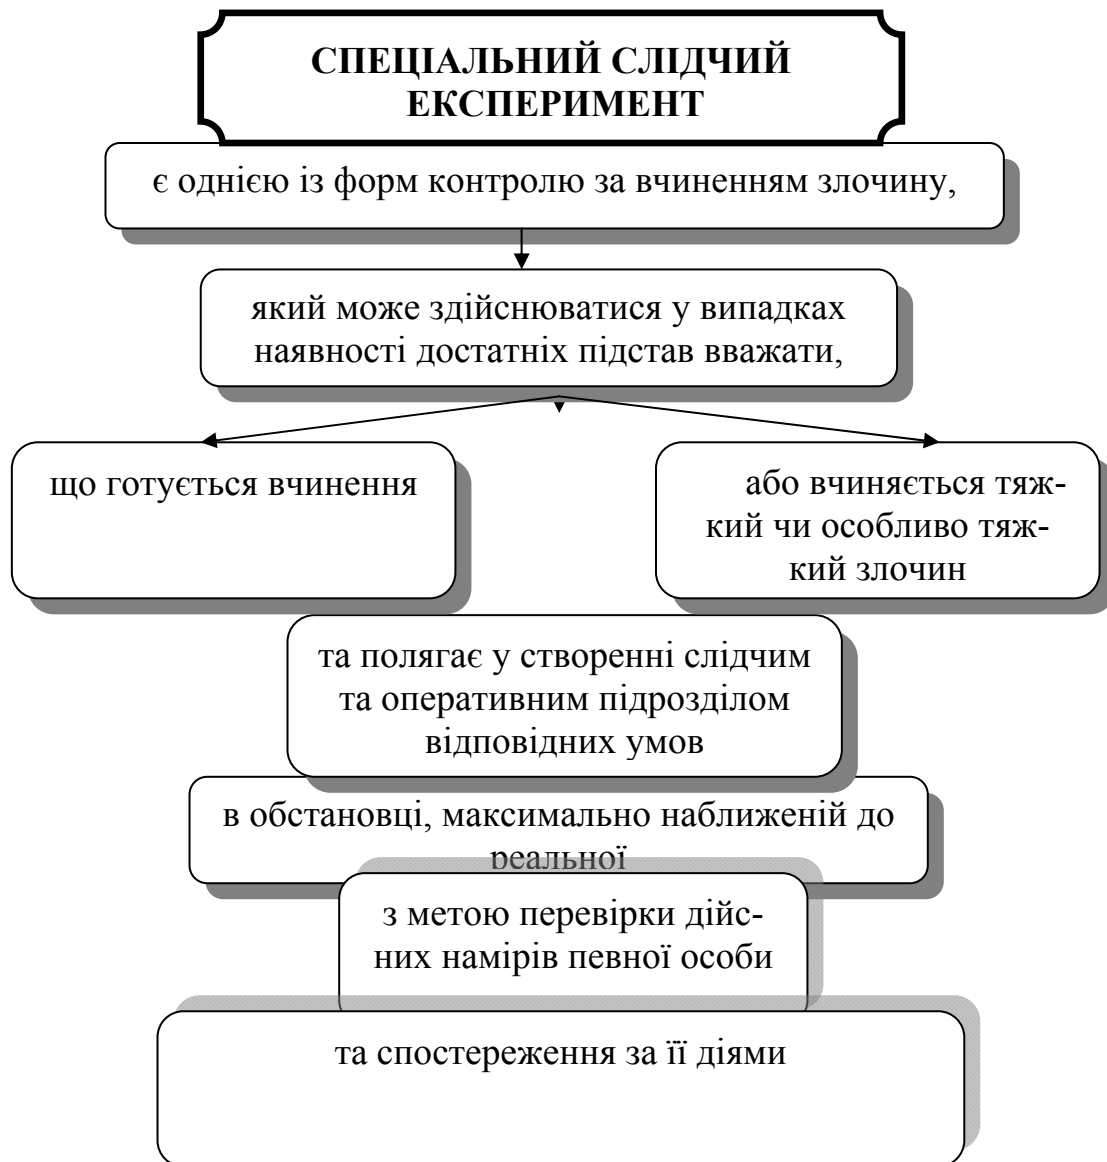 СПЕЦІАЛЬНИЙ СЛІДЧИЙ
ЕКСПЕРИМЕНТ
є однією із форм контролю за вчиненням злочину,
який може здійснюватися у випадках
наявності достатніх підстав вважати,
що готується вчинення
або вчиняється тяж-
кий чи особливо тяж-
кий злочин
та полягає у створенні слідчим
та оперативним підрозділом
відповідних умов
в обстановці, максимально наближеній до
реальної
з метою перевірки дійс-
них намірів певної особи
та спостереження за її діями